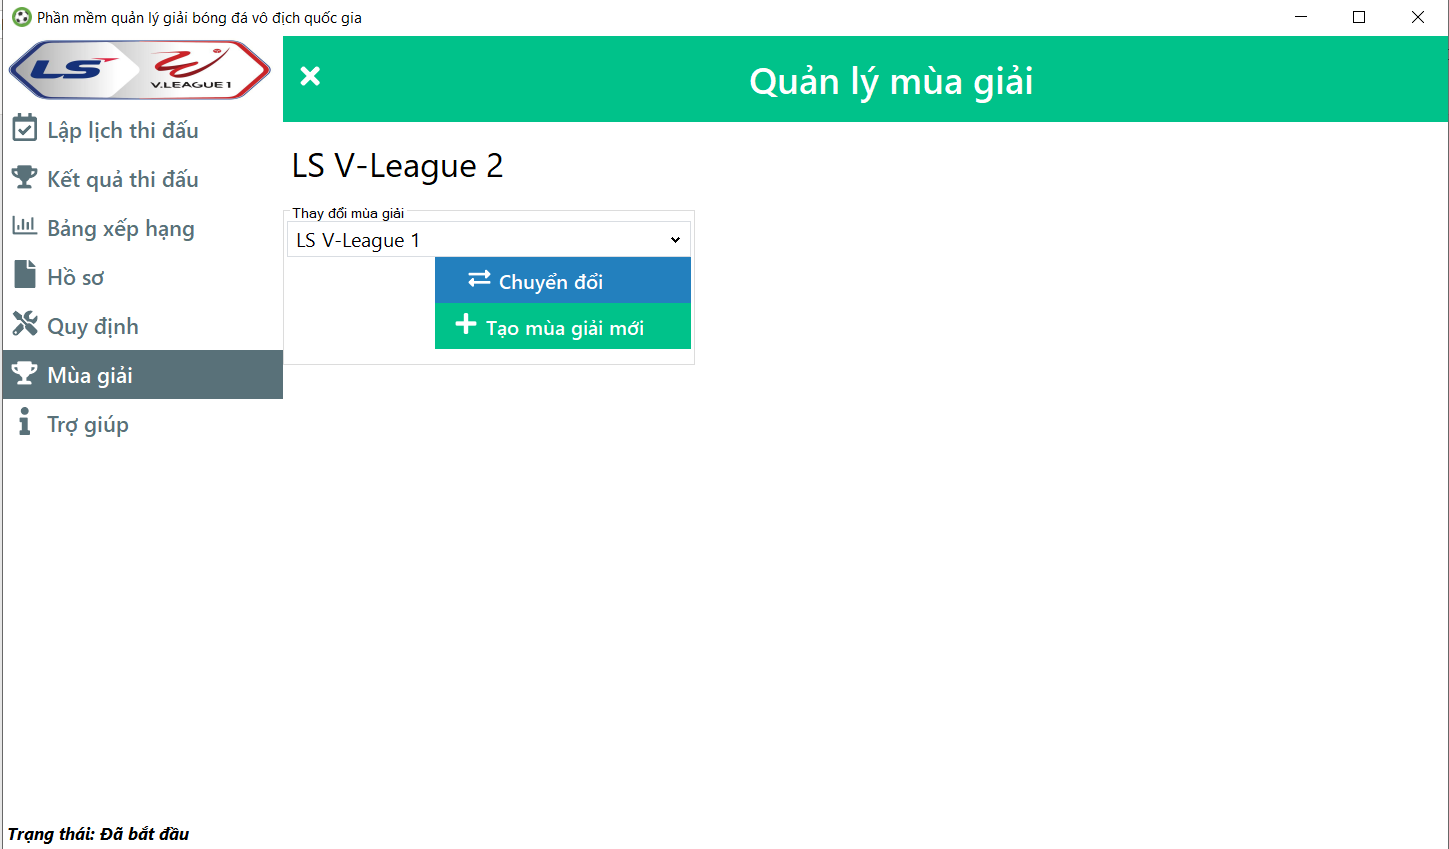 Phần mềm quản lý giải bóng đá vô địch quốc gia
LS
V.LEAGUE 1
Quản lý mùa giải
Lập lịch thi đấu
Kết quả thi đấu
Bảng xếp hạng
Hồ sơ
Quy định
Mùa giải
Trợ giúp
LS V-League 2
Thay đổi mùa giải
LS V-League 1
Chuyển đổi
Tạo mùa giải mới
Trạng thái: Đã bắt đầu